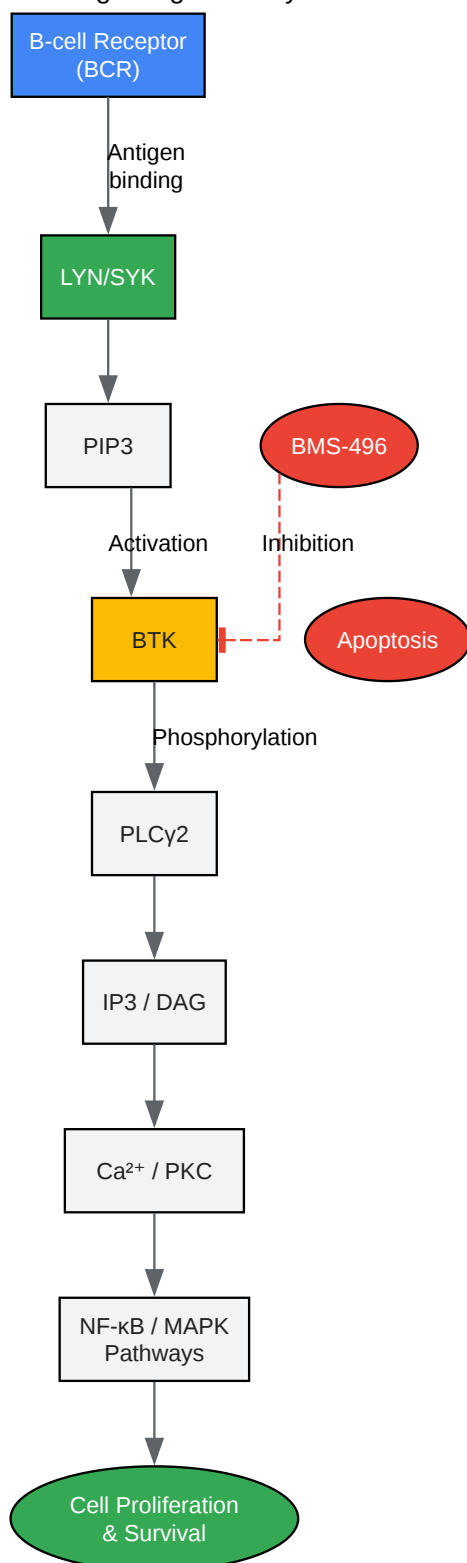 B-cell Receptor
(BCR)
Antigen
binding
LYN/SYK
PIP3
BMS-496
Activation
Inhibition
BTK
Apoptosis
Phosphorylation
PLCγ2
IP3 / DAG
Ca²⁺ / PKC
NF-κB / MAPK
Pathways
Cell Proliferation
& Survival